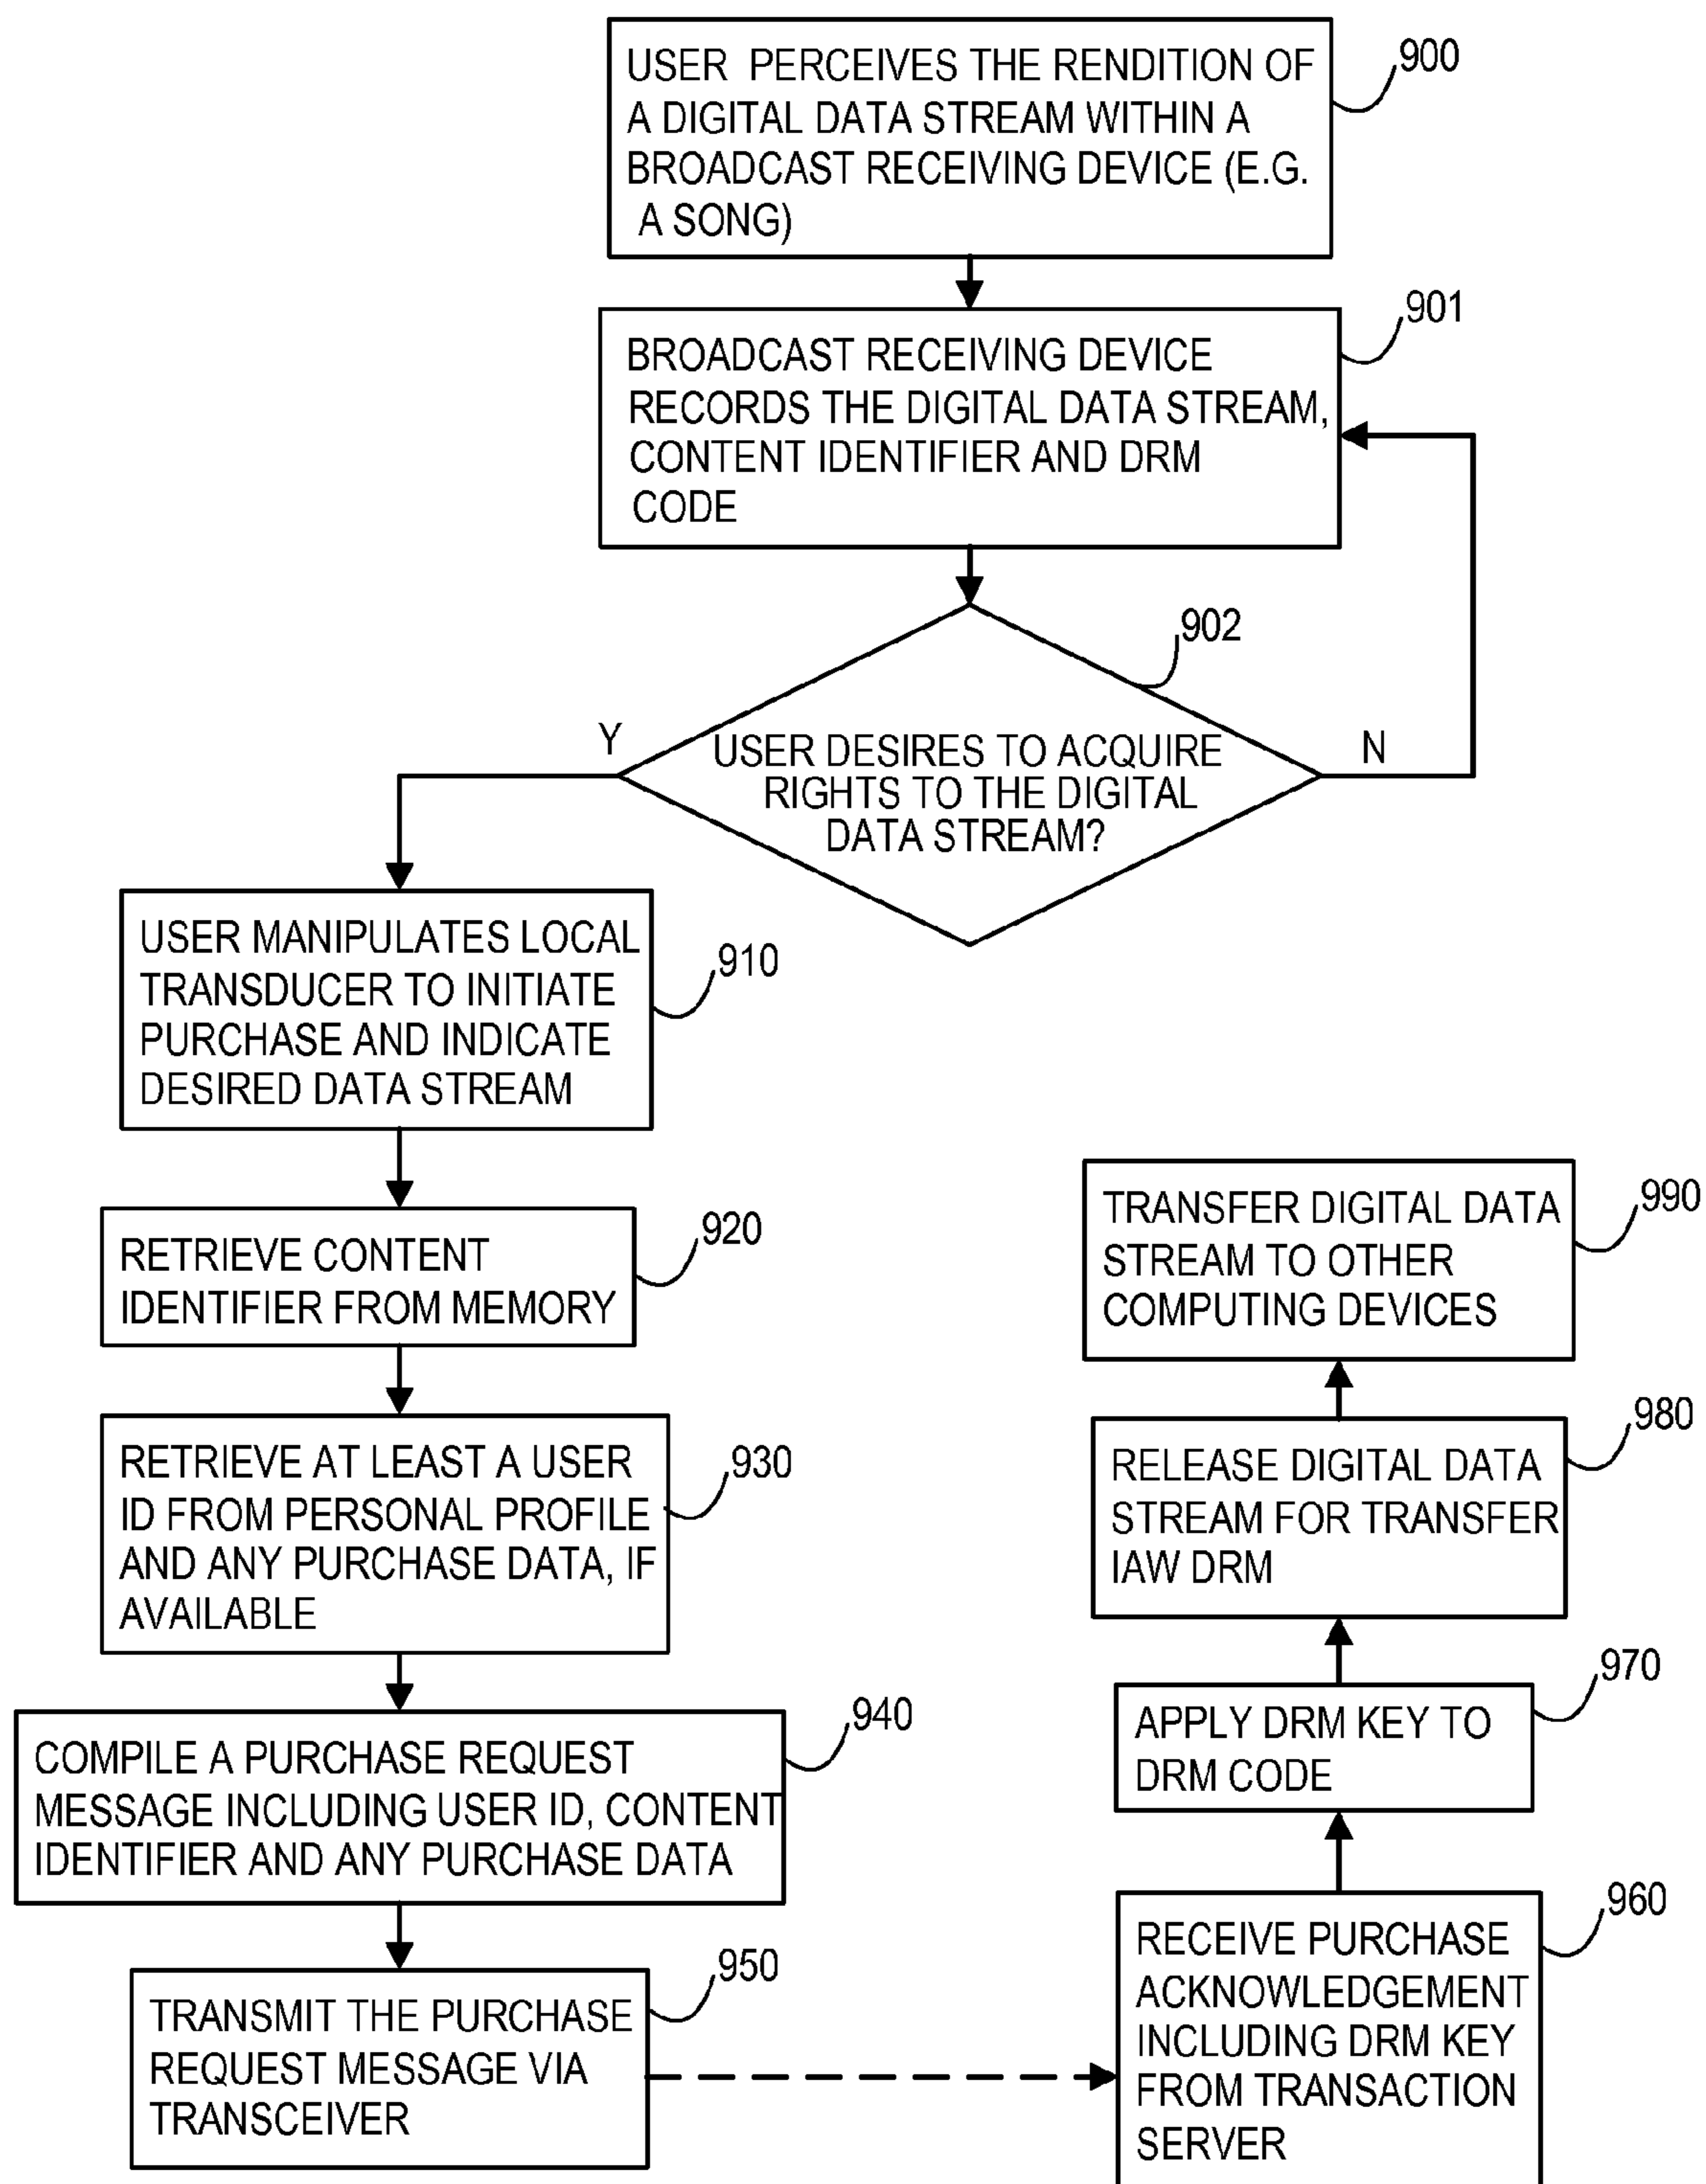 USER PERCEIVES THE RENDITION OF
A DIGITAL DATA STREAM WITHIN A
BROADCAST RECEIVING DEVICE (E.G.
A SONG)
900
BROADCAST RECEIVING DEVICE
RECORDS THE DIGITAL DATA STREAM,
CONTENT IDENTIFIER AND DRM
CODE
901
902
USER DESIRES TO ACQUIRE
RIGHTS TO THE DIGITAL
DATA STREAM?
Y
N
USER MANIPULATES LOCAL
TRANSDUCER TO INITIATE
PURCHASE AND INDICATE
DESIRED DATA STREAM
910
RETRIEVE CONTENT
IDENTIFIER FROM MEMORY
920
RETRIEVE AT LEAST A USER
ID FROM PERSONAL PROFILE
AND ANY PURCHASE DATA, IF
AVAILABLE
930
COMPILE A PURCHASE REQUEST
MESSAGE INCLUDING USER ID, CONTENT
IDENTIFIER AND ANY PURCHASE DATA
940
TRANSMIT THE PURCHASE
REQUEST MESSAGE VIA
TRANSCEIVER
950
RECEIVE PURCHASE
ACKNOWLEDGEMENT
INCLUDING DRM KEY
FROM TRANSACTION
SERVER
960
APPLY DRM KEY TO
DRM CODE
970
RELEASE DIGITAL DATA
STREAM FOR TRANSFER
IAW DRM
980
TRANSFER DIGITAL DATA
STREAM TO OTHER
COMPUTING DEVICES
990